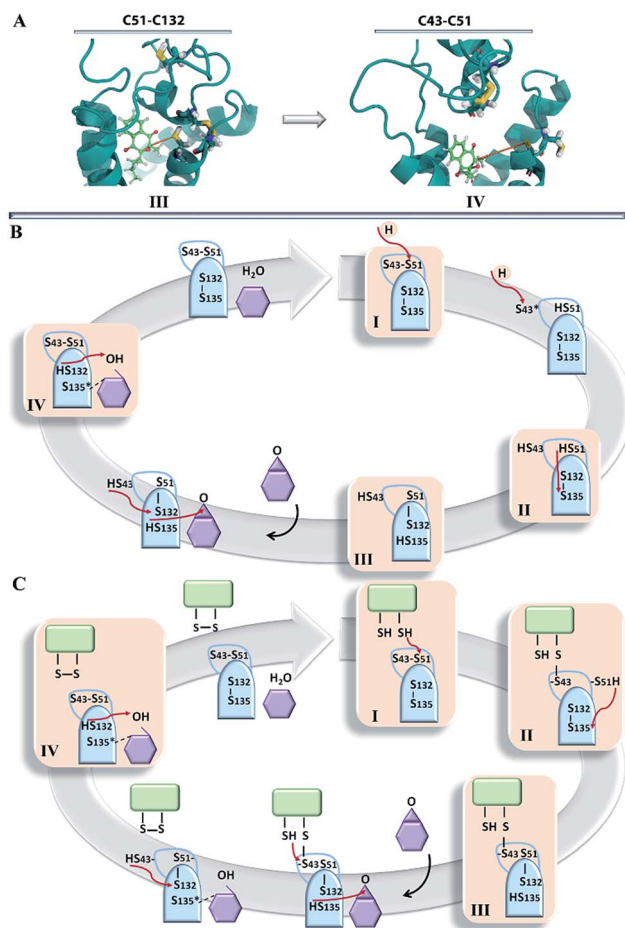 A
C51-C132
C43-C51
III
IV
B
S43-S51
S132
S135
H2O
H
S43-S51
S132
S135
I
H
S43*
HS51
S132
S135
S43-S51
HS132
OH
S135*
IV
HS43
HS51
S132
S135
II
HS43
S51
S132
HS135
O
O
HS43
S51
S132
HS135
III
C
S-S
S43-S51
S132
S135
H2O
SH SH
S43-S51
S132
S135
I
SH S
-S43
-S51H
S132
S135
II
S-S
S43-S51
HS132
OH
S135*
IV
S-S
HS43-
S51-
S132
S135*
OH
SH S
-S43S51
S132
HS135
O
O
SH S
-S43 S51
S132
HS135
III